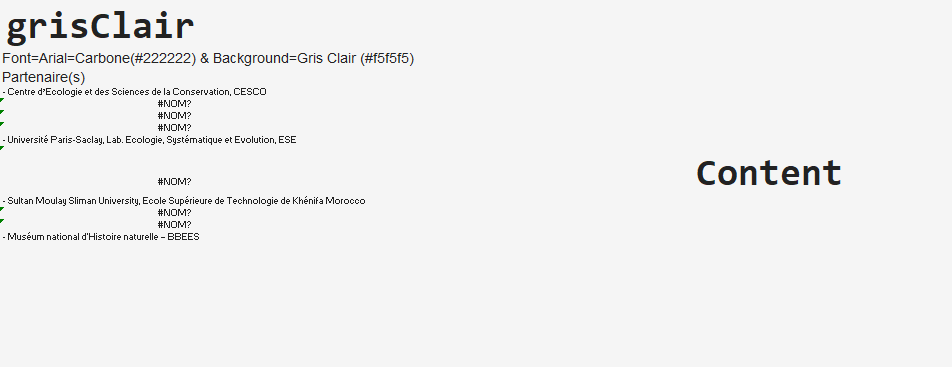 grisClair
Font=Arial=Carbone(#222222) & Background=Gris Clair (#f5f5f5)
Partenaire(s)
- Centre d'Ecologie et des Sciences de la Conservation, CESCO
#NOM?
#NOM?
#NOM?
- Université Paris-Saclay, Lab. Ecologie, Systématique et Evolution, ESE
Content
#NOM?
- Sultan Moulay Sliman University, Ecole Supérieure de Technologie de Khénifa Morocco
#NOM?
#NOM?
- Muséum national d'Histoire naturelle – BBEES